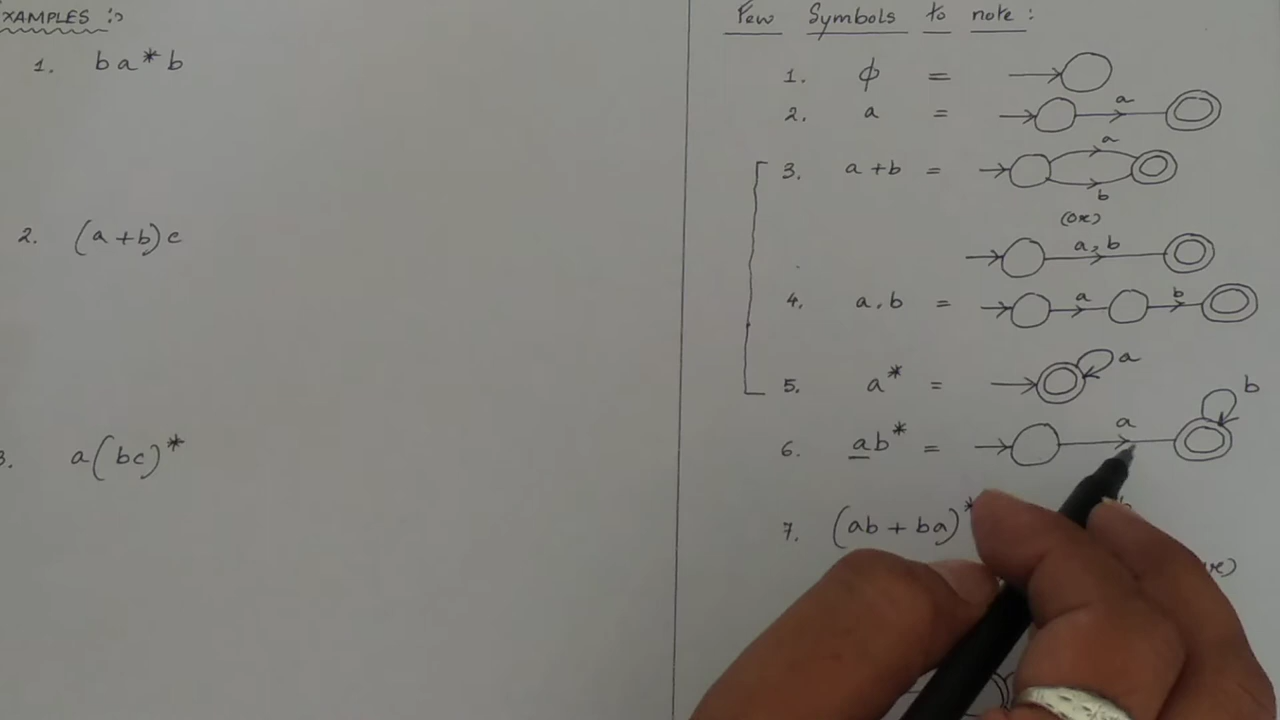 XAMPLES :
1. ba*b
2. (a+b)c
3. a(bc)*
Few Symbols to note :
1. ϕ =
2. a = a
3. a+b = a
b
(or)
a, b
4. a.b = a b
5. a* = a
6. ab* = a b
7. (ab + ba)*